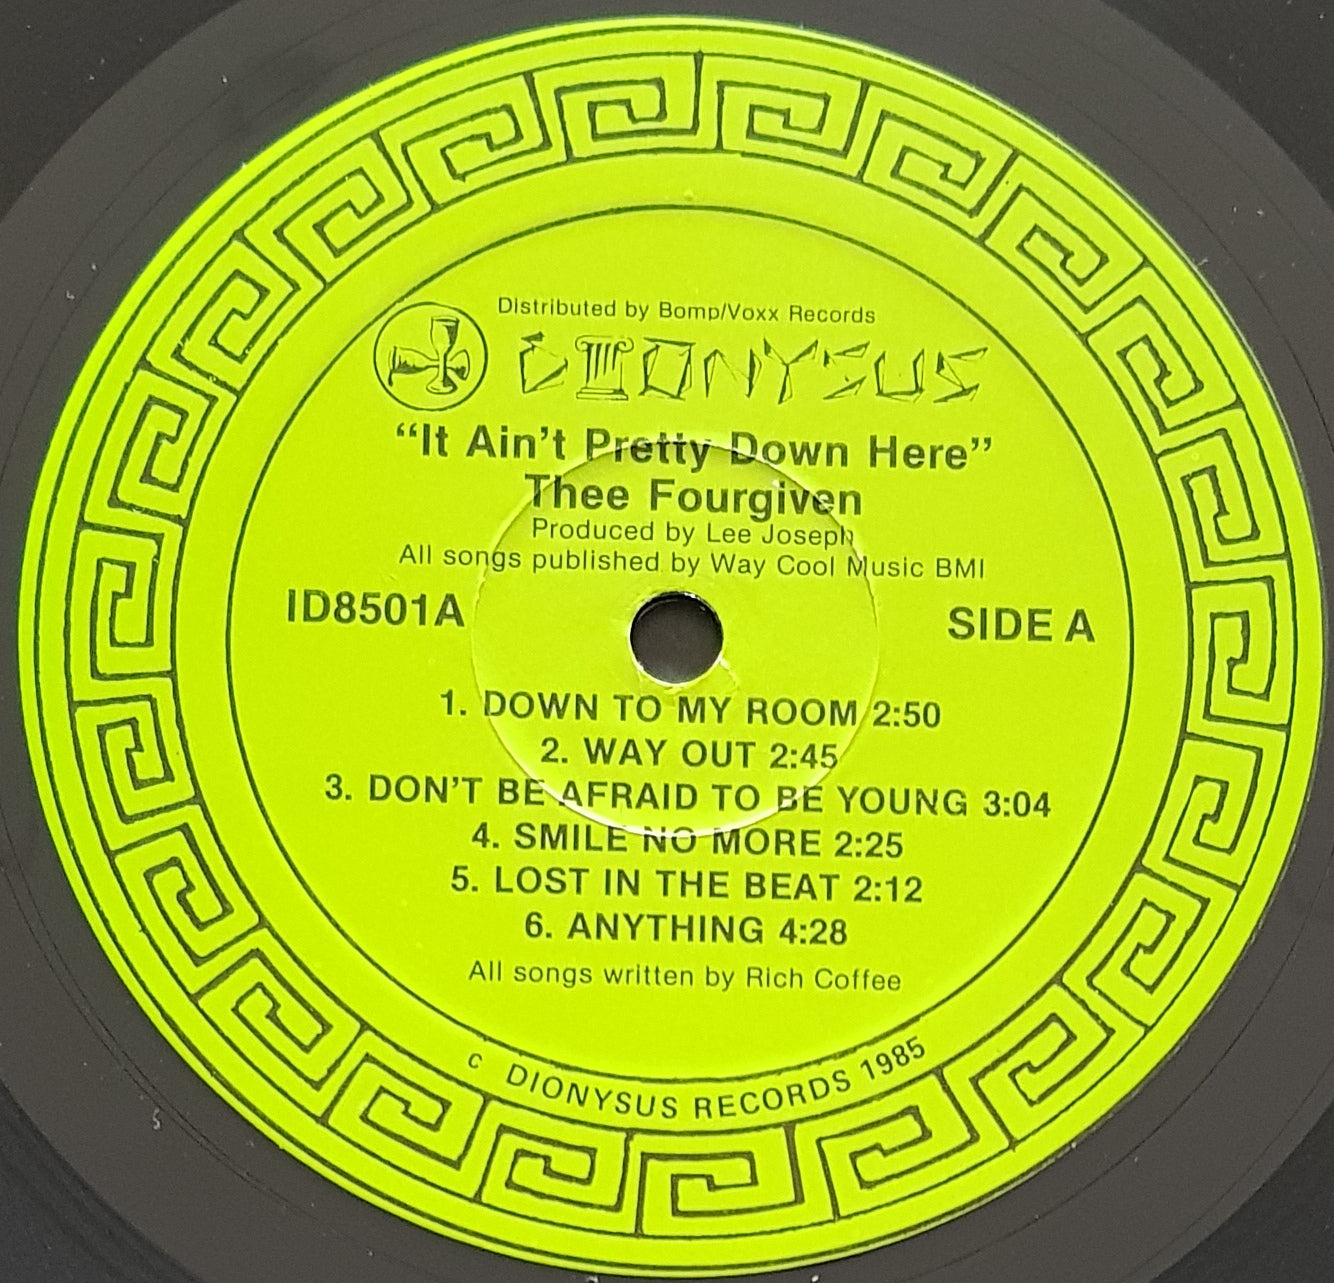 Distributed by Bomp/Voxx Records
DIONYSUS
“It Ain’t Pretty Down Here”
Thee Fourgiven
Produced by Lee Joseph
All songs published by Way Cool Music BMI
ID8501A
SIDE A
1. DOWN TO MY ROOM 2:50
2. WAY OUT 2:45
3. DON’T BE AFRAID TO BE YOUNG 3:04
4. SMILE NO MORE 2:25
5. LOST IN THE BEAT 2:12
6. ANYTHING 4:28
All songs written by Rich Coffee
c DIONYSUS RECORDS 1985